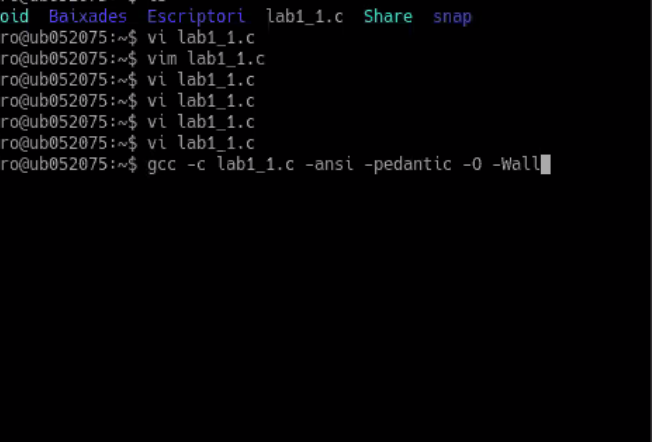 oid Baixades Escriptori lab1_1.c Share snap
ro@ub052075:~$ vi lab1_1.c
ro@ub052075:~$ vim lab1_1.c
ro@ub052075:~$ vi lab1_1.c
ro@ub052075:~$ vi lab1_1.c
ro@ub052075:~$ vi lab1_1.c
ro@ub052075:~$ vi lab1_1.c
ro@ub052075:~$ gcc -c lab1_1.c -ansi -pedantic -O -Wall